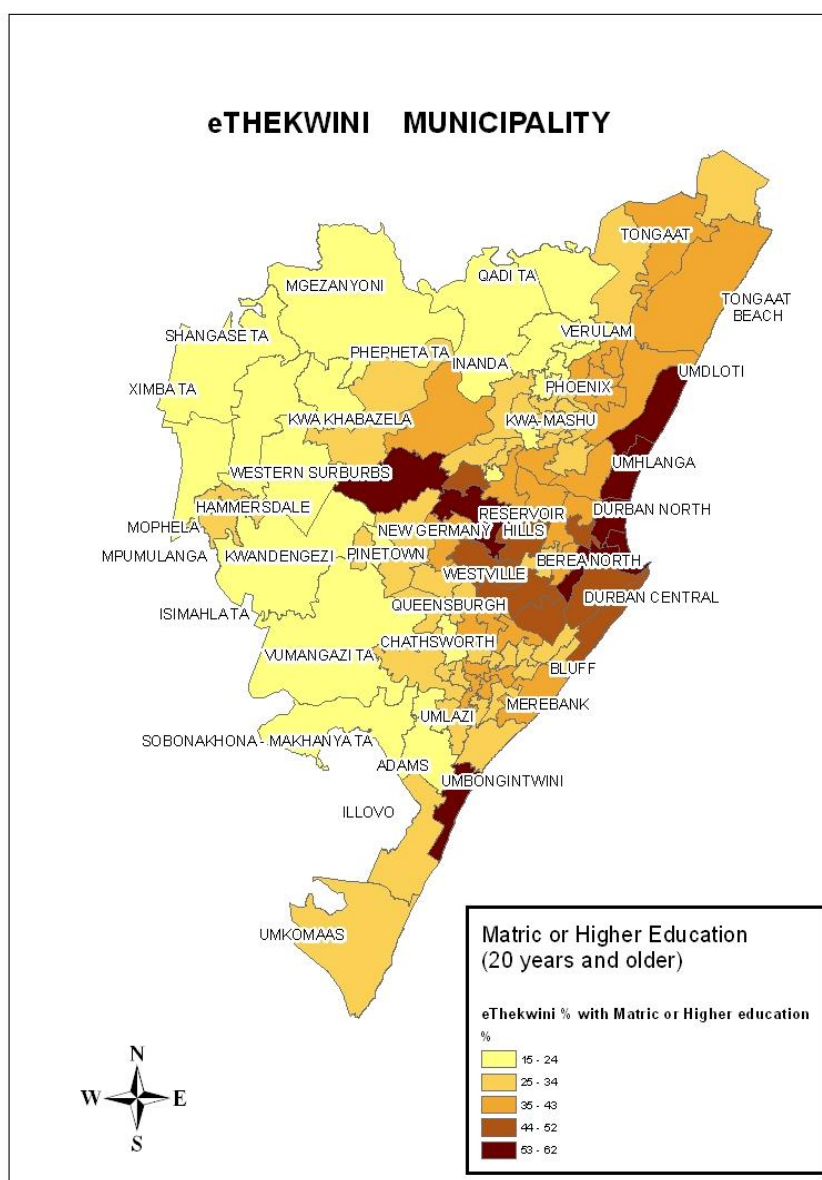 eTHEKWINI MUNICIPALITY
TONGAAT
QADI TA
MGEZANYONI
TONGAAT
BEACH
SHANGASE TA
VERULAM
PHEPHETA TA
INANDA
UMDLOTI
XIMBA TA
PHOENIX
KWA KHABAZELA
KWA-MASHU
UMHLANGA
WESTERN SURBURBS
HAMMERSDALE
DURBAN NORTH
RESERVOIR
HILLS
MOPHELA
NEW GERMANY
MPUMULANGA
KWANDENGEZI
PINETOWN
BEREA NORTH
WESTVILLE
DURBAN CENTRAL
QUEENSBURGH
ISIMAHLA TA
CHATHSWORTH
VUMANGAZI TA
BLUFF
MEREBANK
UMLAZI
SOBONAKHONA - MAKHANYA TA
ADAMS
UMBONGINTWINI
ILLOVO
UMKOMAAS
Matric or Higher Education
(20 years and older)
eThekwini % with Matric or Higher education
%
15 - 24
25 - 34
35 - 43
44 - 52
53 - 62
N
W E
S